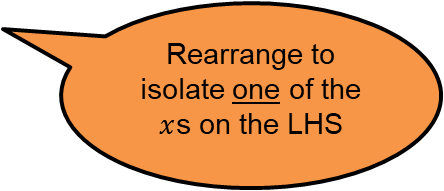 Rearrange to
isolate one of the
𝑥s on the LHS